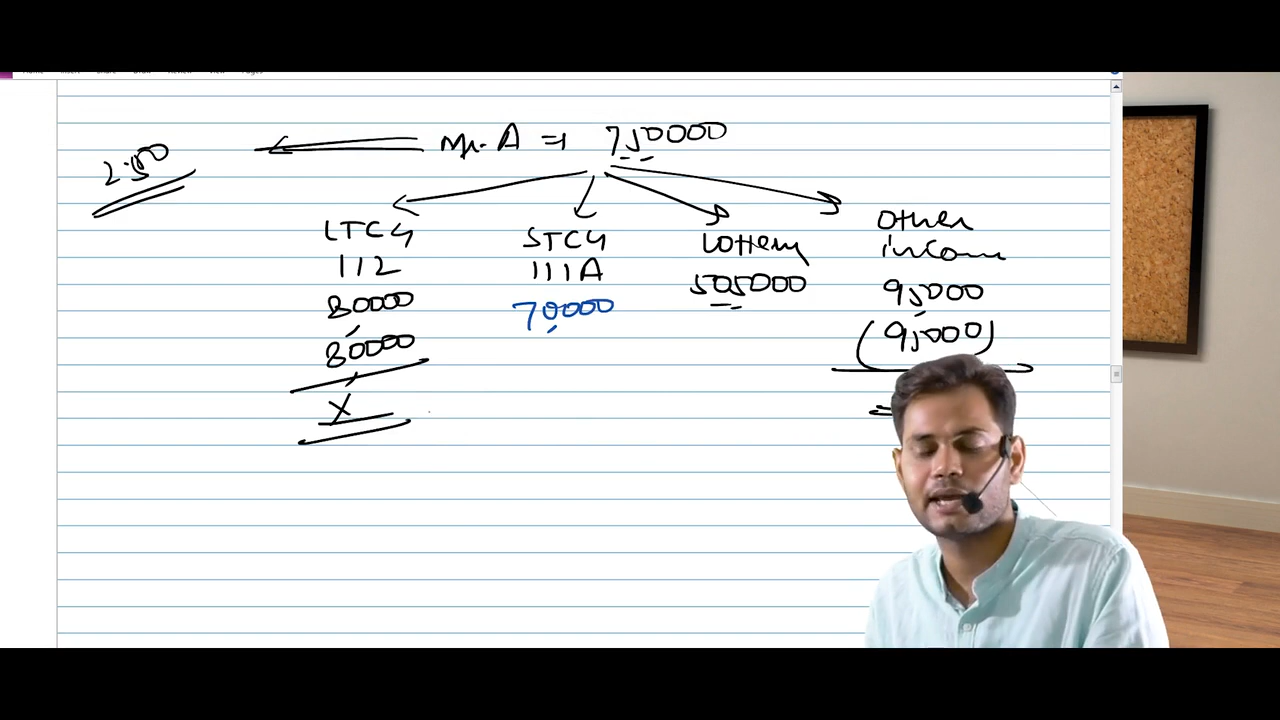 Mr. A = 750000
2.50
LTCG
112
80000
80000
X
STCG
111A
70000
Lottery
505000
Other
income
95000
(95000)